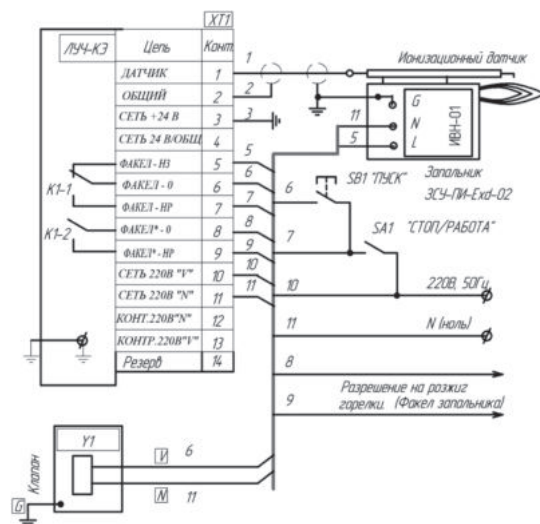 XT1
ЛУЧ-КЭ Цепь Конт
ДАТЧИК 1
ОБЩИЙ 2
СЕТЬ +24 В 3
СЕТЬ 24 В/ОБЩ 4
ФАКЕЛ - НЗ 5
ФАКЕЛ - 0 6
ФАКЕЛ - НР 7
ФАКЕЛ* - 0 8
ФАКЕЛ* - НР 9
СЕТЬ 220В "V" 10
СЕТЬ 220В "N" 11
КОНТ.220В"N" 12
КОНТР.220В"V" 13
Резерв 14
К1-1
К1-2
1
2
3
5
6
7
8
9
10
11
Ионизационный датчик
11
5
G
N
L
ИВН-01
Запальник
ЗСУ-ПИ-Exd-02
6
SB1 "ПУСК"
7
SA1 "СТОП/РАБОТА"
10
220В, 50Гц
11
N (ноль)
8
Разрешение на розжиг
горелки. (Факел запальника)
9
Y1
Клапан
G
V 6
N 11